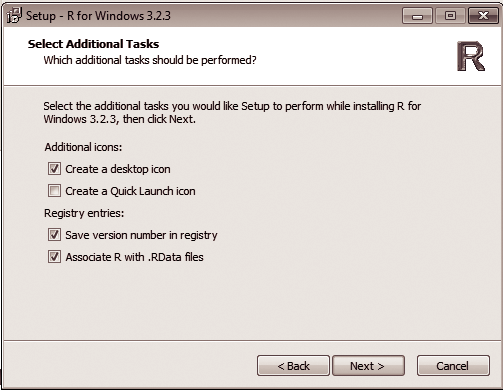 Setup - R for Windows 3.2.3
Select Additional Tasks
Which additional tasks should be performed?
R
Select the additional tasks you would like Setup to perform while installing R for
Windows 3.2.3, then click Next.
Additional icons:
Create a desktop icon
Create a Quick Launch icon
Registry entries:
Save version number in registry
Associate R with .RData files
< Back
Next >
Cancel